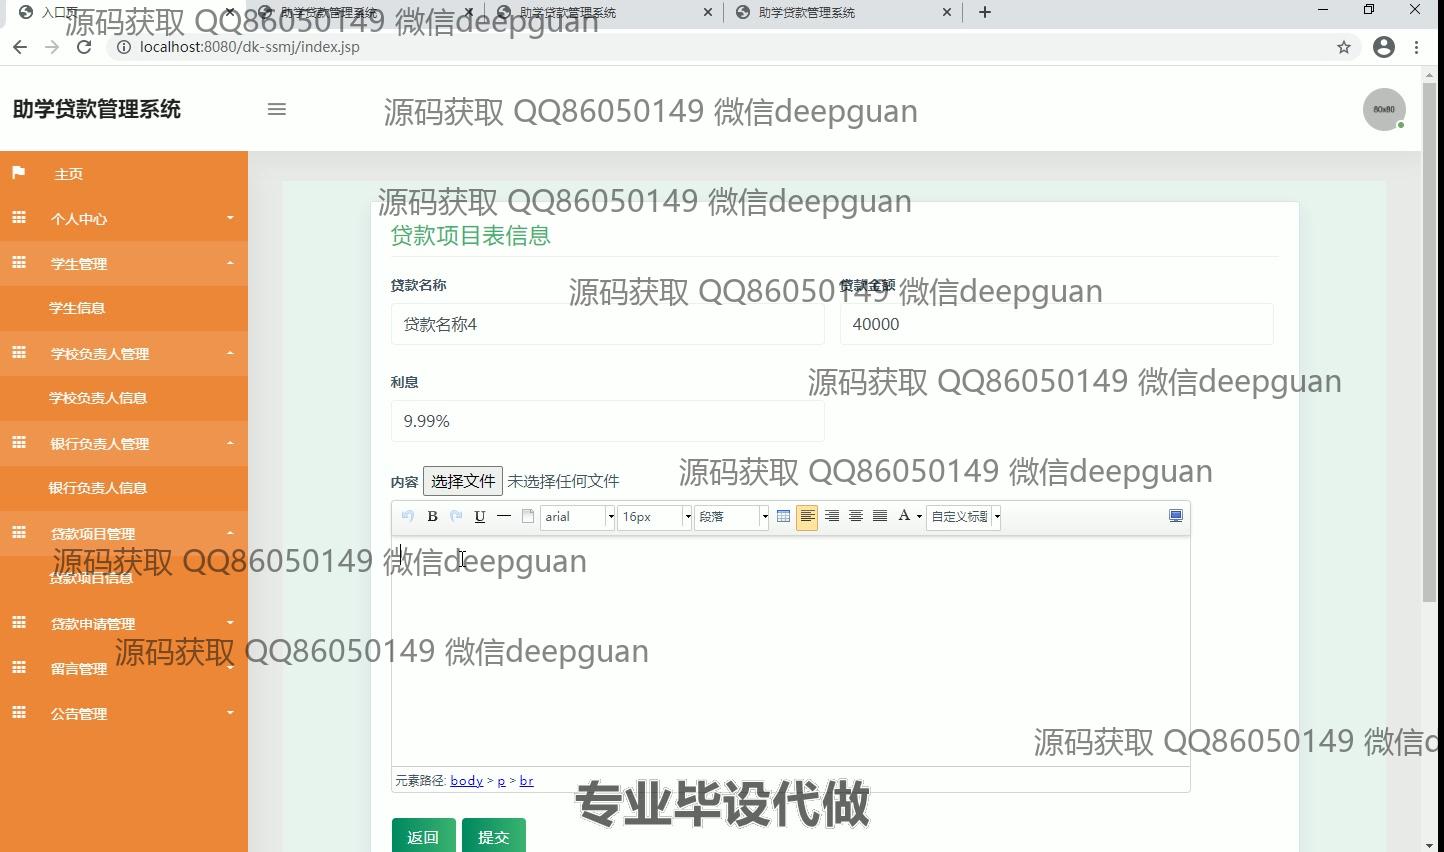 入口页
助学贷款管理系统
助学贷款管理系统
助学贷款管理系统
源码获取 QQ86050149 微信deepguan
localhost:8080/dk-ssmj/index.jsp
助学贷款管理系统
源码获取 QQ86050149 微信deepguan
80x80
主页
个人中心
学生管理
学生信息
学校负责人管理
学校负责人信息
银行负责人管理
银行负责人信息
贷款项目管理
贷款项目信息
贷款申请管理
留言管理
公告管理
源码获取 QQ86050149 微信deepguan
贷款项目表信息
贷款名称
贷款金额
源码获取 QQ86050149 微信deepguan
贷款名称4
40000
利息
源码获取 QQ86050149 微信deepguan
9.99%
源码获取 QQ86050149 微信deepguan
内容 选择文件 未选择任何文件
B U arial 16px 段落 A 自定义标题
源码获取 QQ86050149 微信deepguan
源码获取 QQ86050149 微信deepguan
源码获取 QQ86050149 微信d
元素路径: body > p > br
专业毕设代做
返回
提交